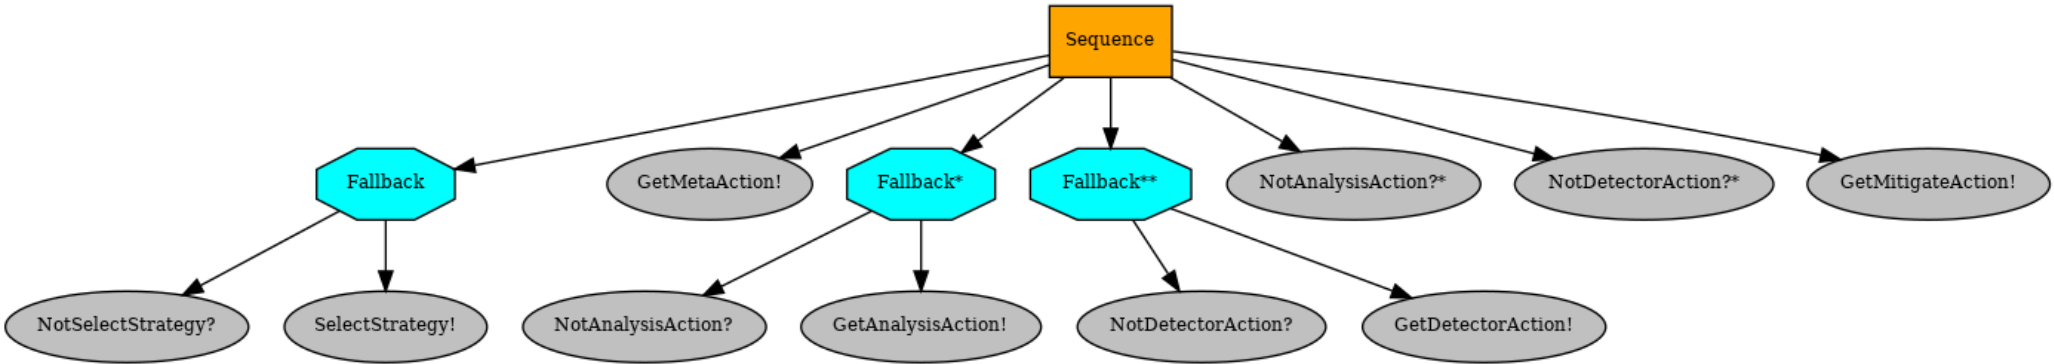 Sequence
Fallback
GetMetaAction!
Fallback*
Fallback**
NotAnalysisAction?*
NotDetectorAction?*
GetMitigateAction!
NotSelectStrategy?
SelectStrategy!
NotAnalysisAction?
GetAnalysisAction!
NotDetectorAction?
GetDetectorAction!